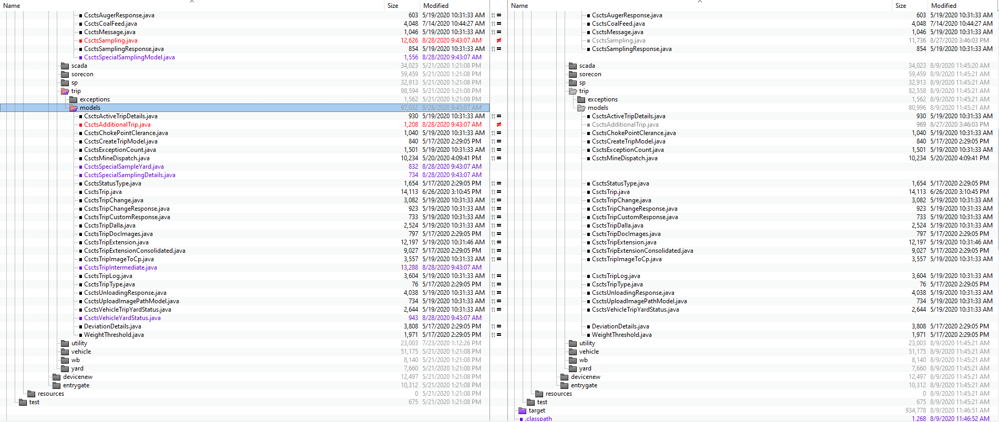 Name Size Modified Name Size Modified
CsctsAugerResponse.java 603 5/19/2020 10:31:33 AM = CsctsAugerResponse.java 603 5/19/2020 10:31:33 AM
CsctsCoalFeed.java 4,048 7/14/2020 10:44:27 AM = CsctsCoalFeed.java 4,048 7/14/2020 10:44:27 AM
CsctsMessage.java 1,046 5/19/2020 10:31:33 AM = CsctsMessage.java 1,046 5/19/2020 10:31:33 AM
CsctsSampling.java 12,626 8/28/2020 9:43:07 AM ≠ CsctsSampling.java 11,736 8/27/2020 3:46:03 PM
CsctsSamplingResponse.java 854 5/19/2020 10:31:33 AM = CsctsSamplingResponse.java 854 5/19/2020 10:31:33 AM
CsctsSpecialSamplingModel.java 1,556 8/28/2020 9:43:07 AM
scada 34,023 5/21/2020 1:21:08 PM scada 34,023 8/9/2020 11:45:20 AM
sorecon 59,459 5/21/2020 1:21:08 PM sorecon 59,459 8/9/2020 11:45:21 AM
sp 32,913 5/21/2020 1:21:08 PM sp 32,913 8/9/2020 11:45:21 AM
trip 98,594 5/21/2020 1:21:08 PM trip 82,558 8/9/2020 11:45:21 AM
exceptions 1,562 5/21/2020 1:21:08 PM exceptions 1,562 8/9/2020 11:45:21 AM
models 97,032 8/28/2020 9:43:07 AM models 80,996 8/9/2020 11:45:21 AM
CsctsActiveTripDetails.java 930 5/19/2020 10:31:33 AM = CsctsActiveTripDetails.java 930 5/19/2020 10:31:33 AM
CsctsAdditionalTrip.java 1,208 8/28/2020 9:43:07 AM ≠ CsctsAdditionalTrip.java 969 8/27/2020 3:46:03 PM
CsctsChokePointClerance.java 1,040 5/19/2020 10:31:33 AM = CsctsChokePointClerance.java 1,040 5/19/2020 10:31:33 AM
CsctsCreateTripModel.java 840 5/17/2020 2:29:05 PM = CsctsCreateTripModel.java 840 5/17/2020 2:29:05 PM
CsctsExceptionCount.java 1,501 5/19/2020 10:31:33 AM = CsctsExceptionCount.java 1,501 5/19/2020 10:31:33 AM
CsctsMineDispatch.java 10,234 5/20/2020 4:09:41 PM = CsctsMineDispatch.java 10,234 5/20/2020 4:09:41 PM
CsctsSpecialSampleYard.java 832 8/28/2020 9:43:07 AM
CsctsSpecialSamplingDetails.java 734 8/28/2020 9:43:07 AM
CsctsStatusType.java 1,654 5/17/2020 2:29:05 PM = CsctsStatusType.java 1,654 5/17/2020 2:29:05 PM
CsctsTrip.java 14,113 6/26/2020 3:10:45 PM = CsctsTrip.java 14,113 6/26/2020 3:10:45 PM
CsctsTripChange.java 3,082 5/19/2020 10:31:33 AM = CsctsTripChange.java 3,082 5/19/2020 10:31:33 AM
CsctsTripChangeResponse.java 923 5/19/2020 10:31:33 AM = CsctsTripChangeResponse.java 923 5/19/2020 10:31:33 AM
CsctsTripCustomResponse.java 733 5/19/2020 10:31:33 AM = CsctsTripCustomResponse.java 733 5/19/2020 10:31:33 AM
CsctsTripDalla.java 2,524 5/19/2020 10:31:33 AM = CsctsTripDalla.java 2,524 5/19/2020 10:31:33 AM
CsctsTripDocImages.java 797 5/17/2020 2:29:05 PM = CsctsTripDocImages.java 797 5/17/2020 2:29:05 PM
CsctsTripExtension.java 12,197 5/19/2020 10:31:46 AM = CsctsTripExtension.java 12,197 5/19/2020 10:31:46 AM
CsctsTripExtensionConsolidated.java 9,027 5/17/2020 2:29:05 PM = CsctsTripExtensionConsolidated.java 9,027 5/17/2020 2:29:05 PM
CsctsTripImageToCp.java 3,557 5/19/2020 10:31:33 AM = CsctsTripImageToCp.java 3,557 5/19/2020 10:31:33 AM
CsctsTripIntermediate.java 13,288 8/28/2020 9:43:07 AM
CsctsTripLog.java 3,604 5/19/2020 10:31:33 AM = CsctsTripLog.java 3,604 5/19/2020 10:31:33 AM
CsctsTripType.java 76 5/17/2020 2:29:05 PM = CsctsTripType.java 76 5/17/2020 2:29:05 PM
CsctsUnloadingResponse.java 4,038 5/19/2020 10:31:33 AM = CsctsUnloadingResponse.java 4,038 5/19/2020 10:31:33 AM
CsctsUploadImagePathModel.java 734 5/19/2020 10:31:33 AM = CsctsUploadImagePathModel.java 734 5/19/2020 10:31:33 AM
CsctsVehicleTripYardStatus.java 2,644 5/19/2020 10:31:33 AM = CsctsVehicleTripYardStatus.java 2,644 5/19/2020 10:31:33 AM
CsctsVehicleYardStatus.java 943 8/28/2020 9:43:07 AM
DeviationDetails.java 3,808 5/17/2020 2:29:05 PM = DeviationDetails.java 3,808 5/17/2020 2:29:05 PM
WeightThreshold.java 1,971 5/17/2020 2:29:05 PM = WeightThreshold.java 1,971 5/17/2020 2:29:05 PM
utility 23,003 7/23/2020 1:12:26 PM utility 23,003 8/9/2020 11:45:21 AM
vehicle 51,175 5/21/2020 1:21:08 PM vehicle 51,175 8/9/2020 11:45:21 AM
wb 8,140 5/21/2020 1:21:08 PM wb 8,140 8/9/2020 11:45:21 AM
yard 7,660 5/21/2020 1:21:08 PM yard 7,660 8/9/2020 11:45:21 AM
devicenew 12,497 5/21/2020 1:21:08 PM devicenew 12,497 8/9/2020 11:45:21 AM
entrygate 10,312 5/21/2020 1:21:08 PM entrygate 10,312 8/9/2020 11:45:21 AM
resources 0 5/21/2020 1:21:08 PM resources 0 8/9/2020 11:45:21 AM
test 675 5/21/2020 1:21:08 PM test 675 8/9/2020 11:45:21 AM
target 934,778 8/9/2020 11:46:51 AM
.classpath 1,268 8/9/2020 11:46:52 AM